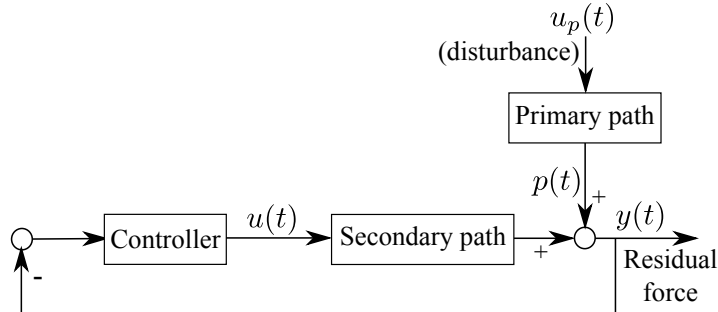 u_p(t)
(disturbance)
Primary path
p(t)
+
Controller
u(t)
Secondary path
+
y(t)
-
Residual
force